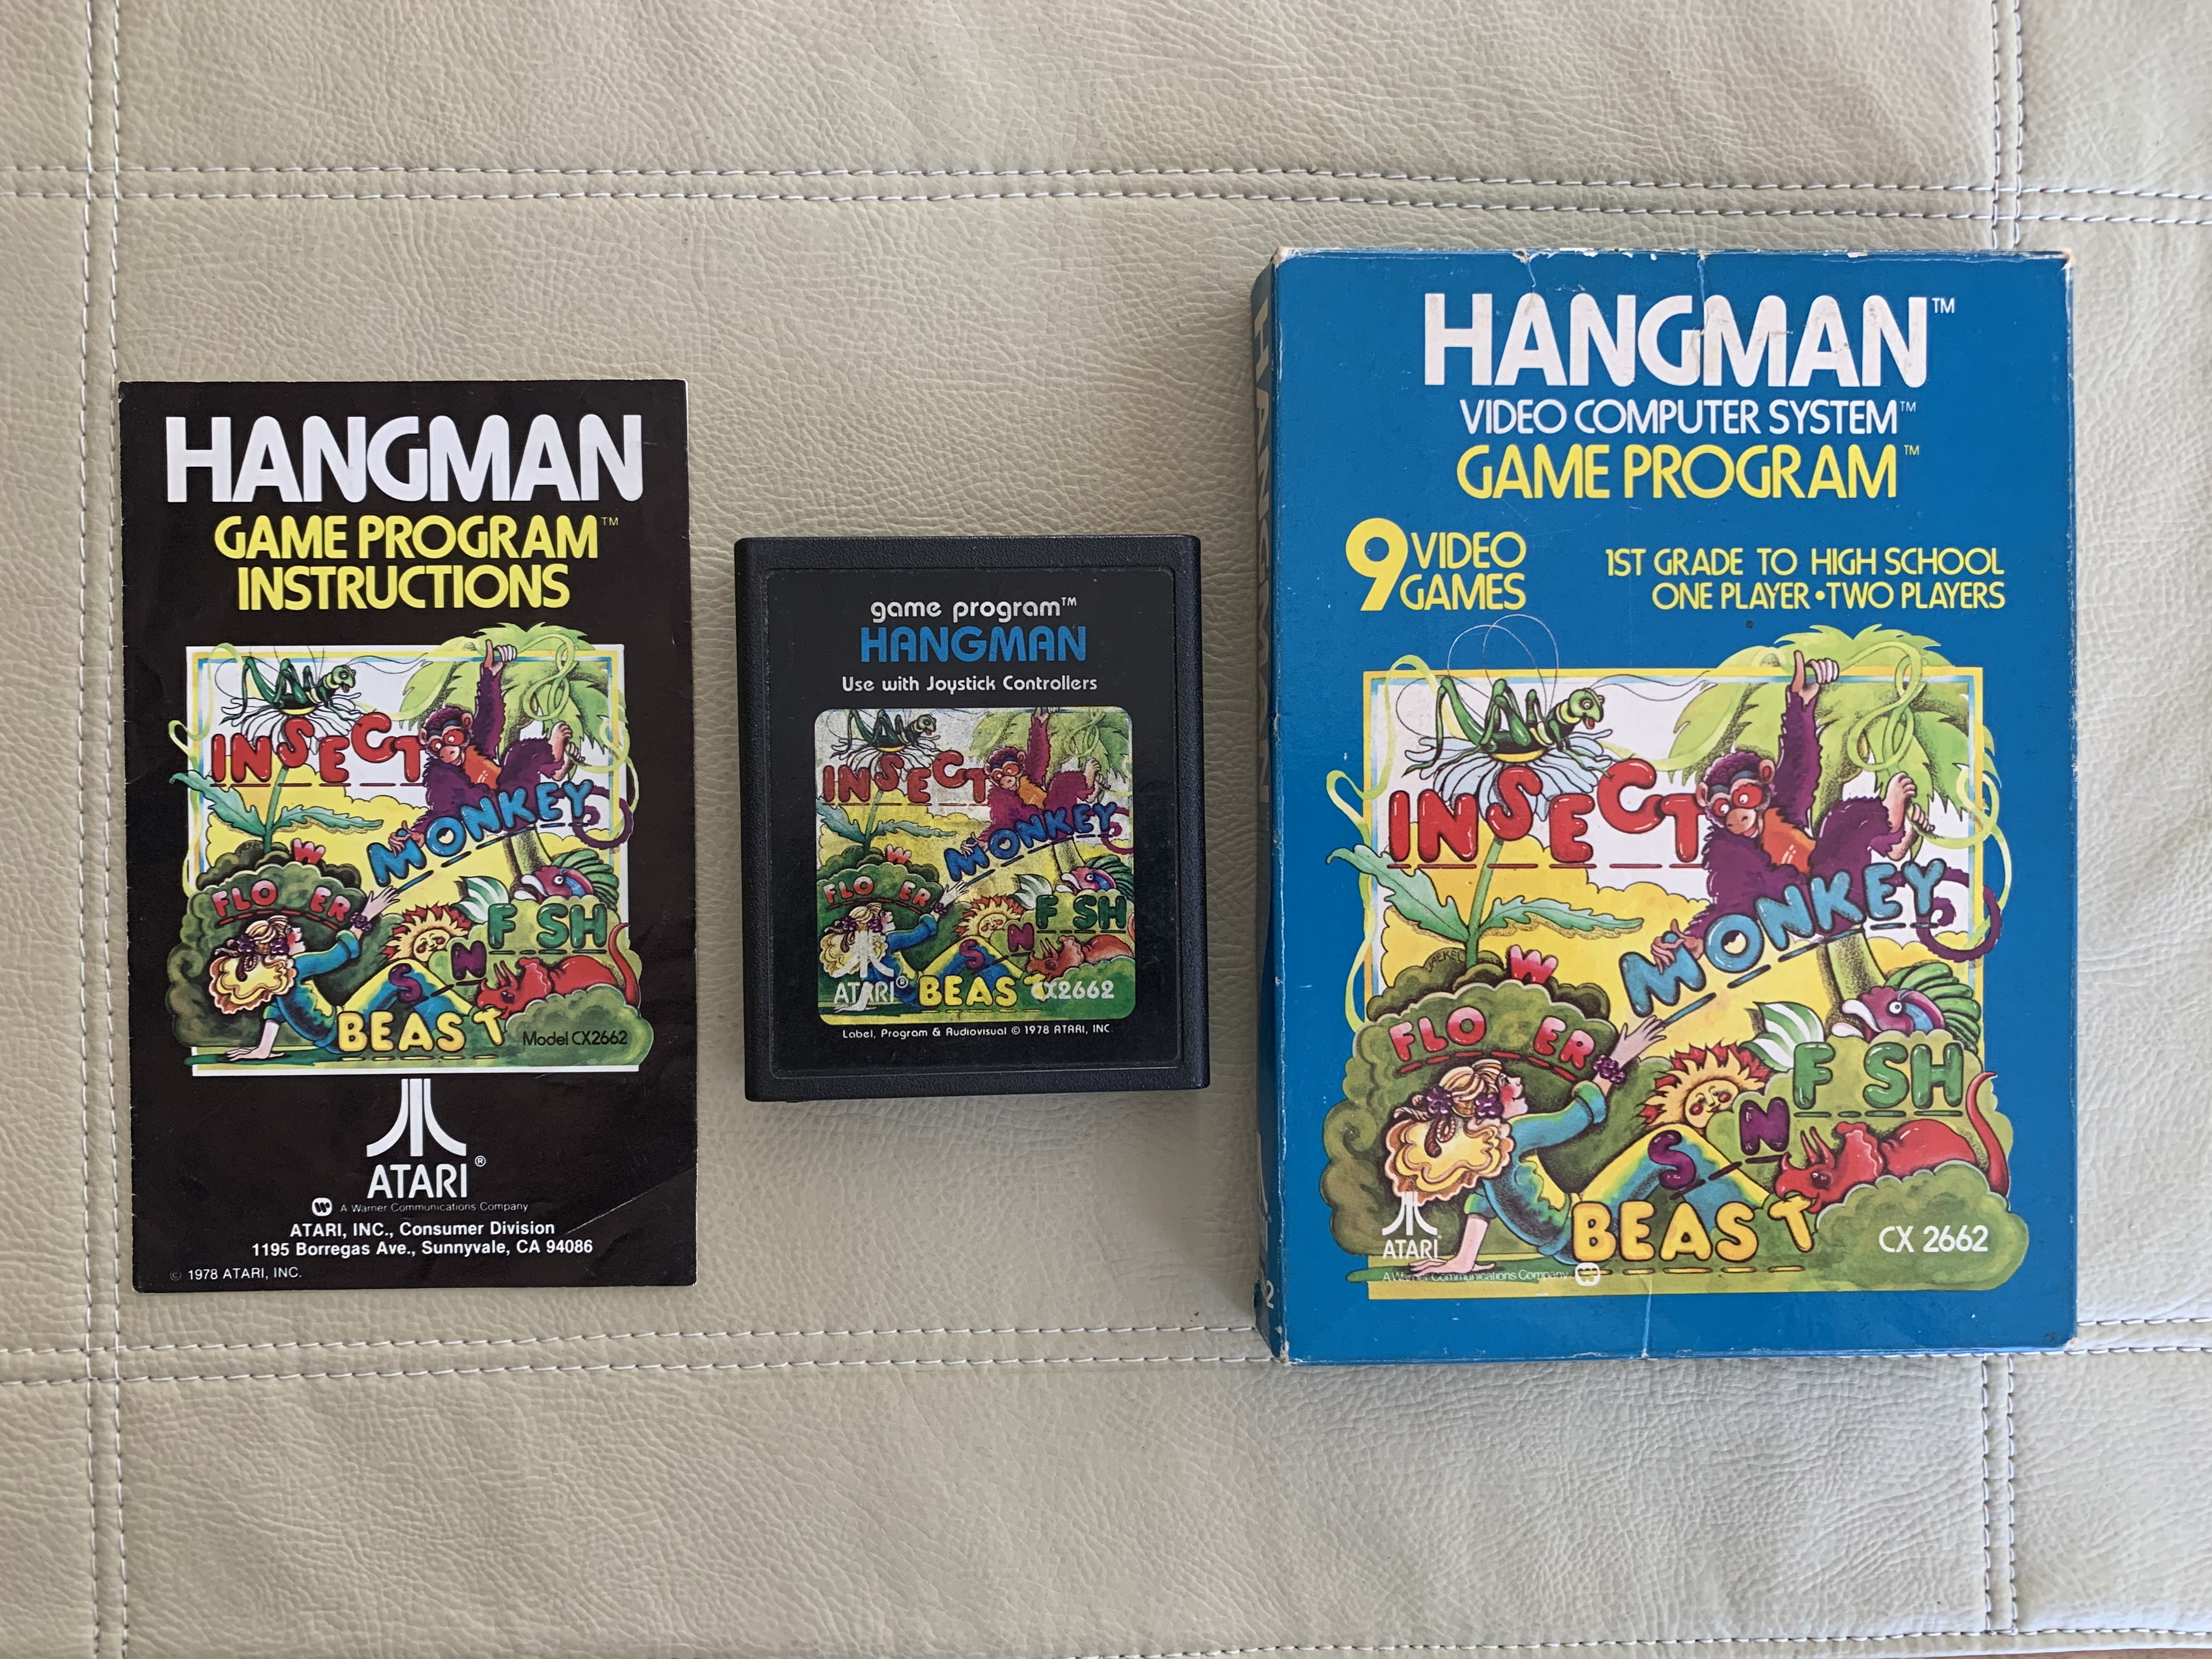 HANGMAN
GAME PROGRAM™
INSTRUCTIONS
INSECT
MONKEY
W
FLO ER
F SH
S N
BEAST
Model CX2662
ATARI®
A Warner Communications Company
ATARI, INC., Consumer Division
1195 Borregas Ave., Sunnyvale, CA 94086
© 1978 ATARI, INC.
game program™
HANGMAN
Use with Joystick Controllers
INSECT
MONKEY
W
FLO ER
F SH
S N
ATARI® BEAST CX2662
Label, Program & Audiovisual © 1978 ATARI, INC.
HANGMAN
HANGMAN™
VIDEO COMPUTER SYSTEM™
GAME PROGRAM™
9 VIDEO GAMES
1ST GRADE TO HIGH SCHOOL
ONE PLAYER • TWO PLAYERS
INSECT
MONKEY
JAEKEL
W
FLO ER
F SH
S N
BEAST
ATARI
CX 2662
A Warner Communications Company